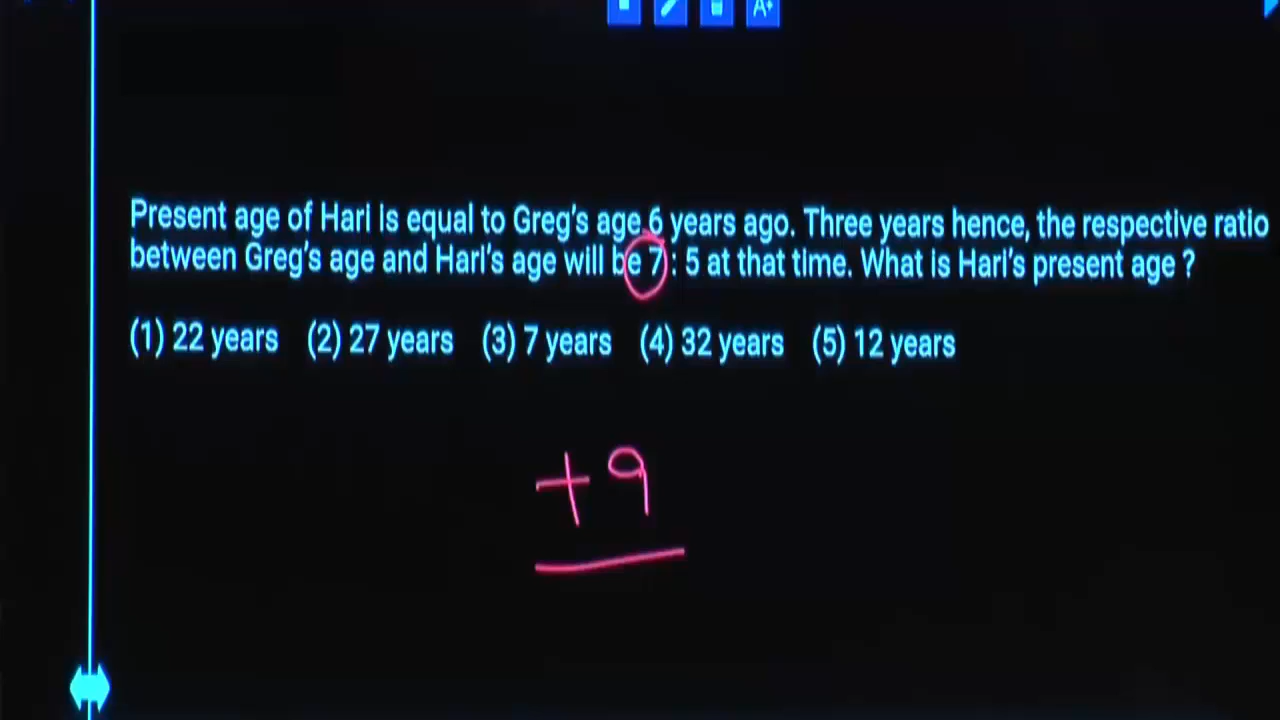 A+
Present age of Hari is equal to Greg's age 6 years ago. Three years hence, the respective ratio
between Greg's age and Hari's age will be 7 : 5 at that time. What is Hari's present age ?
(1) 22 years (2) 27 years (3) 7 years (4) 32 years (5) 12 years
+9